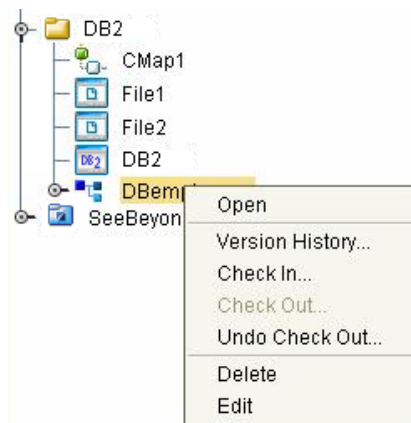 DB2
CMap1
File1
File2
DB2
DBemp
SeeBeyon
Open
Version History...
Check In...
Check Out...
Undo Check Out...
Delete
Edit